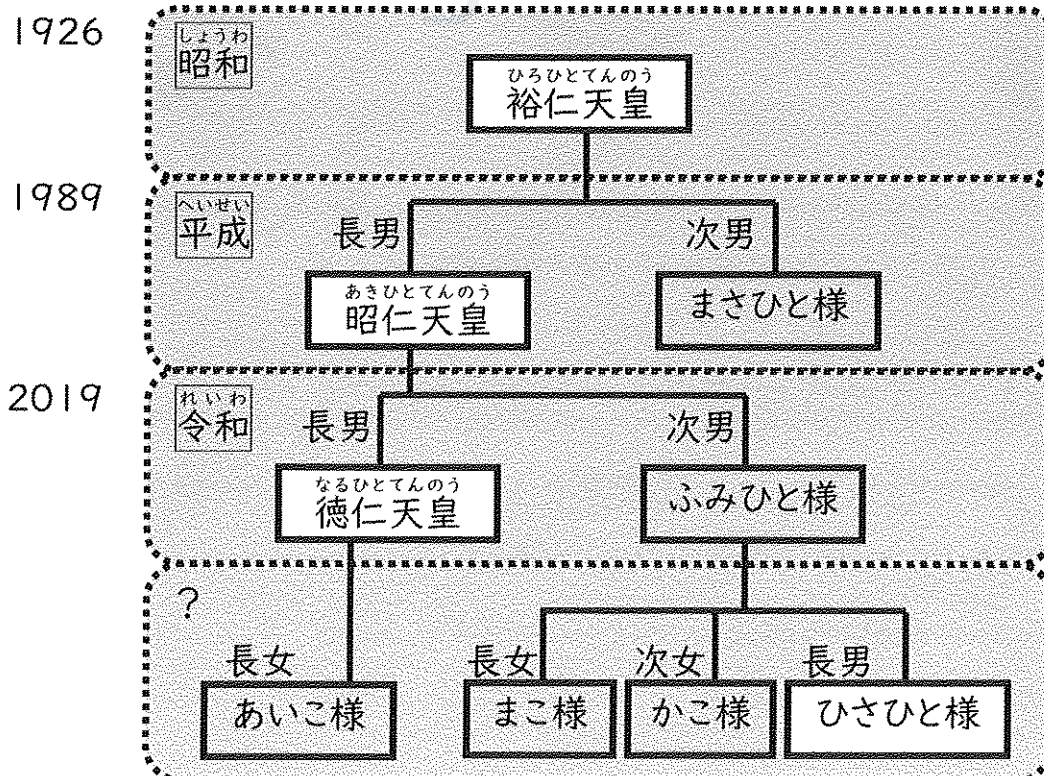 1926
しょうわ
昭和
ひろひとてんのう
裕仁天皇
1989
へいせい
平成
長男
次男
あきひとてんのう
昭仁天皇
まさひと様
2019
れいわ
令和
長男
次男
なるひとてんのう
徳仁天皇
ふみひと様
?
長女
長女
次女
長男
あいこ様
まこ様
かこ様
ひさひと様